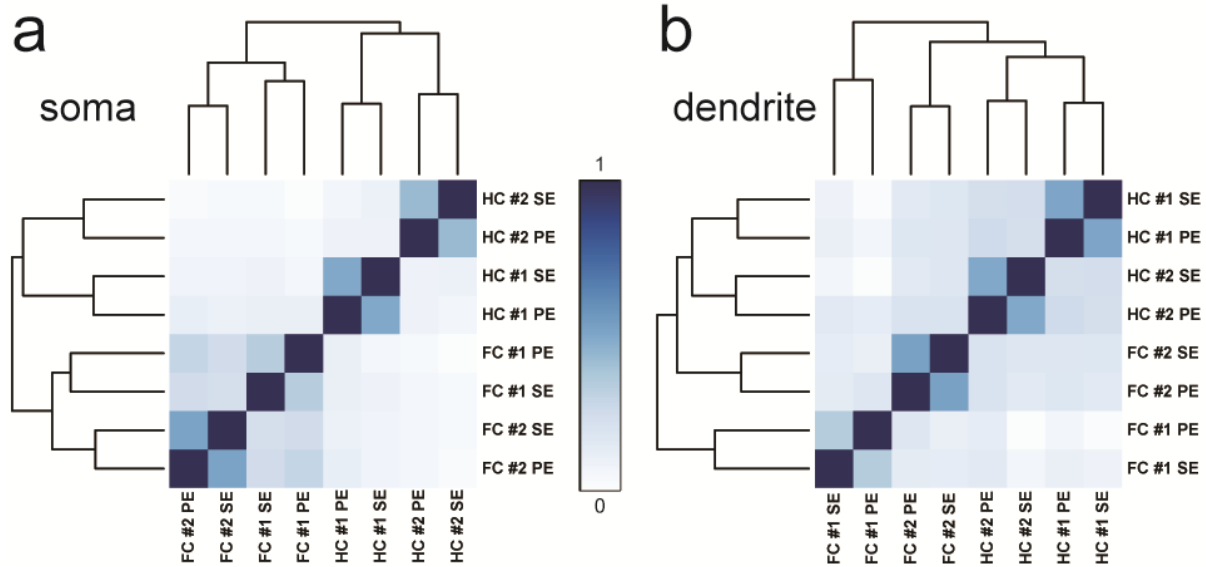 a
soma
HC #2 SE
HC #2 PE
HC #1 SE
HC #1 PE
FC #1 PE
FC #1 SE
FC #2 SE
FC #2 PE
FC #2 PE
FC #2 SE
FC #1 SE
FC #1 PE
HC #1 PE
HC #1 SE
HC #2 PE
HC #2 SE
1
0
b
dendrite
HC #1 SE
HC #1 PE
HC #2 SE
HC #2 PE
FC #2 SE
FC #2 PE
FC #1 PE
FC #1 SE
FC #1 SE
FC #1 PE
FC #2 PE
FC #2 SE
HC #2 PE
HC #2 SE
HC #1 PE
HC #1 SE